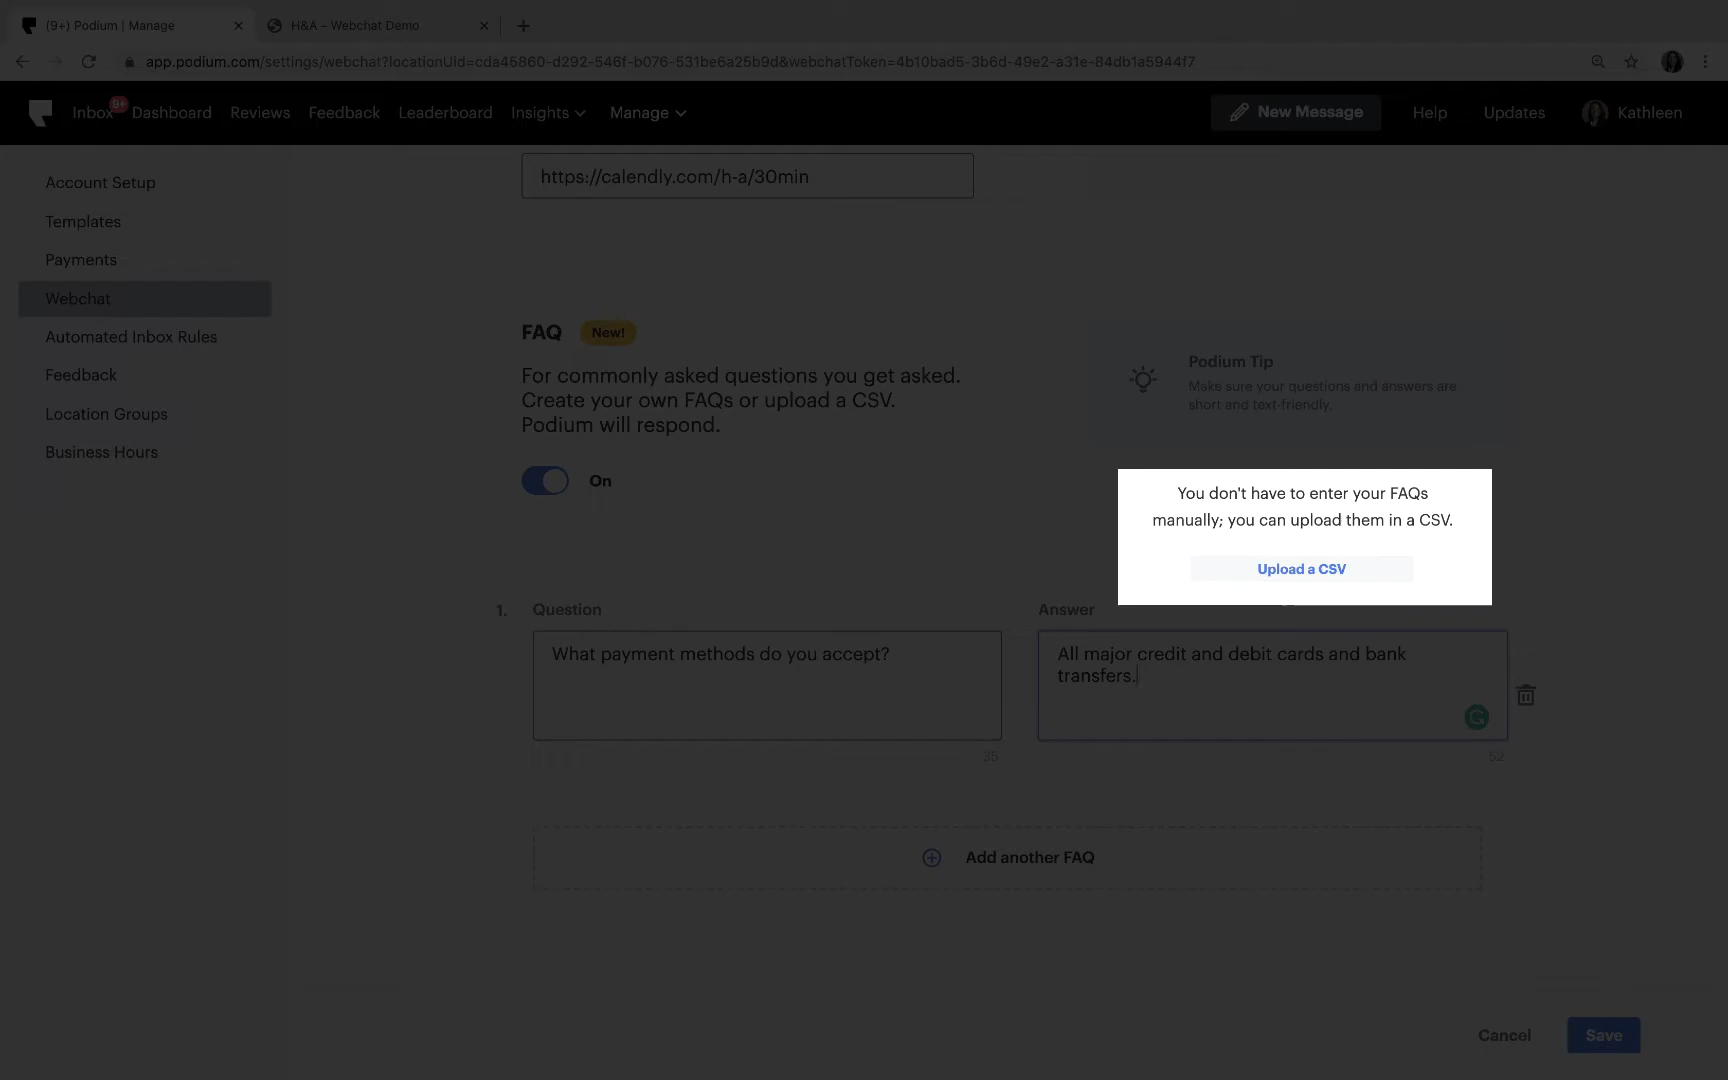 (9+) Podium | Manage
H&A – Webchat Demo
app.podium.com/settings/webchat?locationUid=cda45860-d292-546f-b076-531be6a25b9d&webchatToken=4b10bad5-3b6d-49e2-a31e-84db1a5944f7
Inbox 9+ Dashboard Reviews Feedback Leaderboard Insights Manage New Message Help Updates Kathleen
Account Setup
Templates
Payments
Webchat
Automated Inbox Rules
Feedback
Location Groups
Business Hours
https://calendly.com/h-a/30min
FAQ New!
For commonly asked questions you get asked.
Create your own FAQs or upload a CSV.
Podium will respond.
On
Podium Tip
Make sure your questions and answers are
short and text-friendly.
You don't have to enter your FAQs
manually; you can upload them in a CSV.
Upload a CSV
1. Question
What payment methods do you accept?
35
Answer
All major credit and debit cards and bank
transfers.
52
Add another FAQ
Cancel
Save